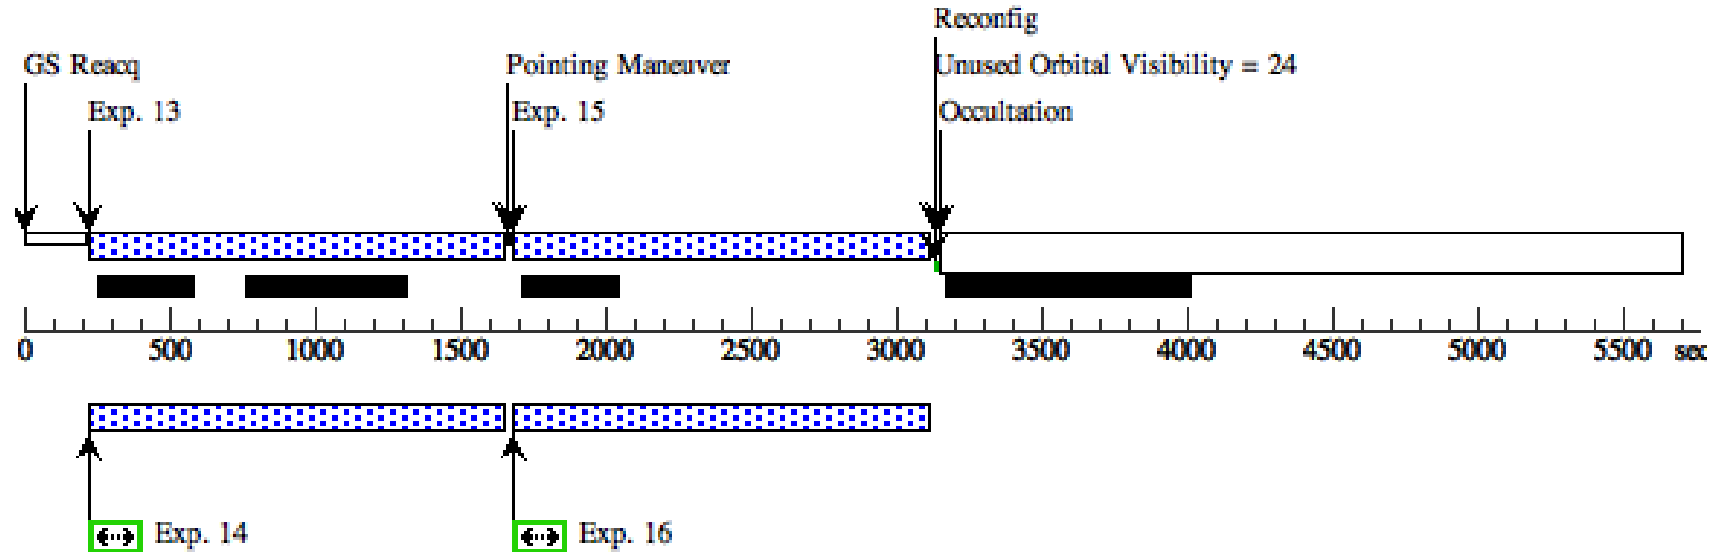 Reconfig
GS Reacq Pointing Maneuver Unused Orbital Visibility = 24
Exp. 13 Exp. 15 Occultation
0 500 1000 1500 2000 2500 3000 3500 4000 4500 5000 5500 sec
Exp. 14 Exp. 16